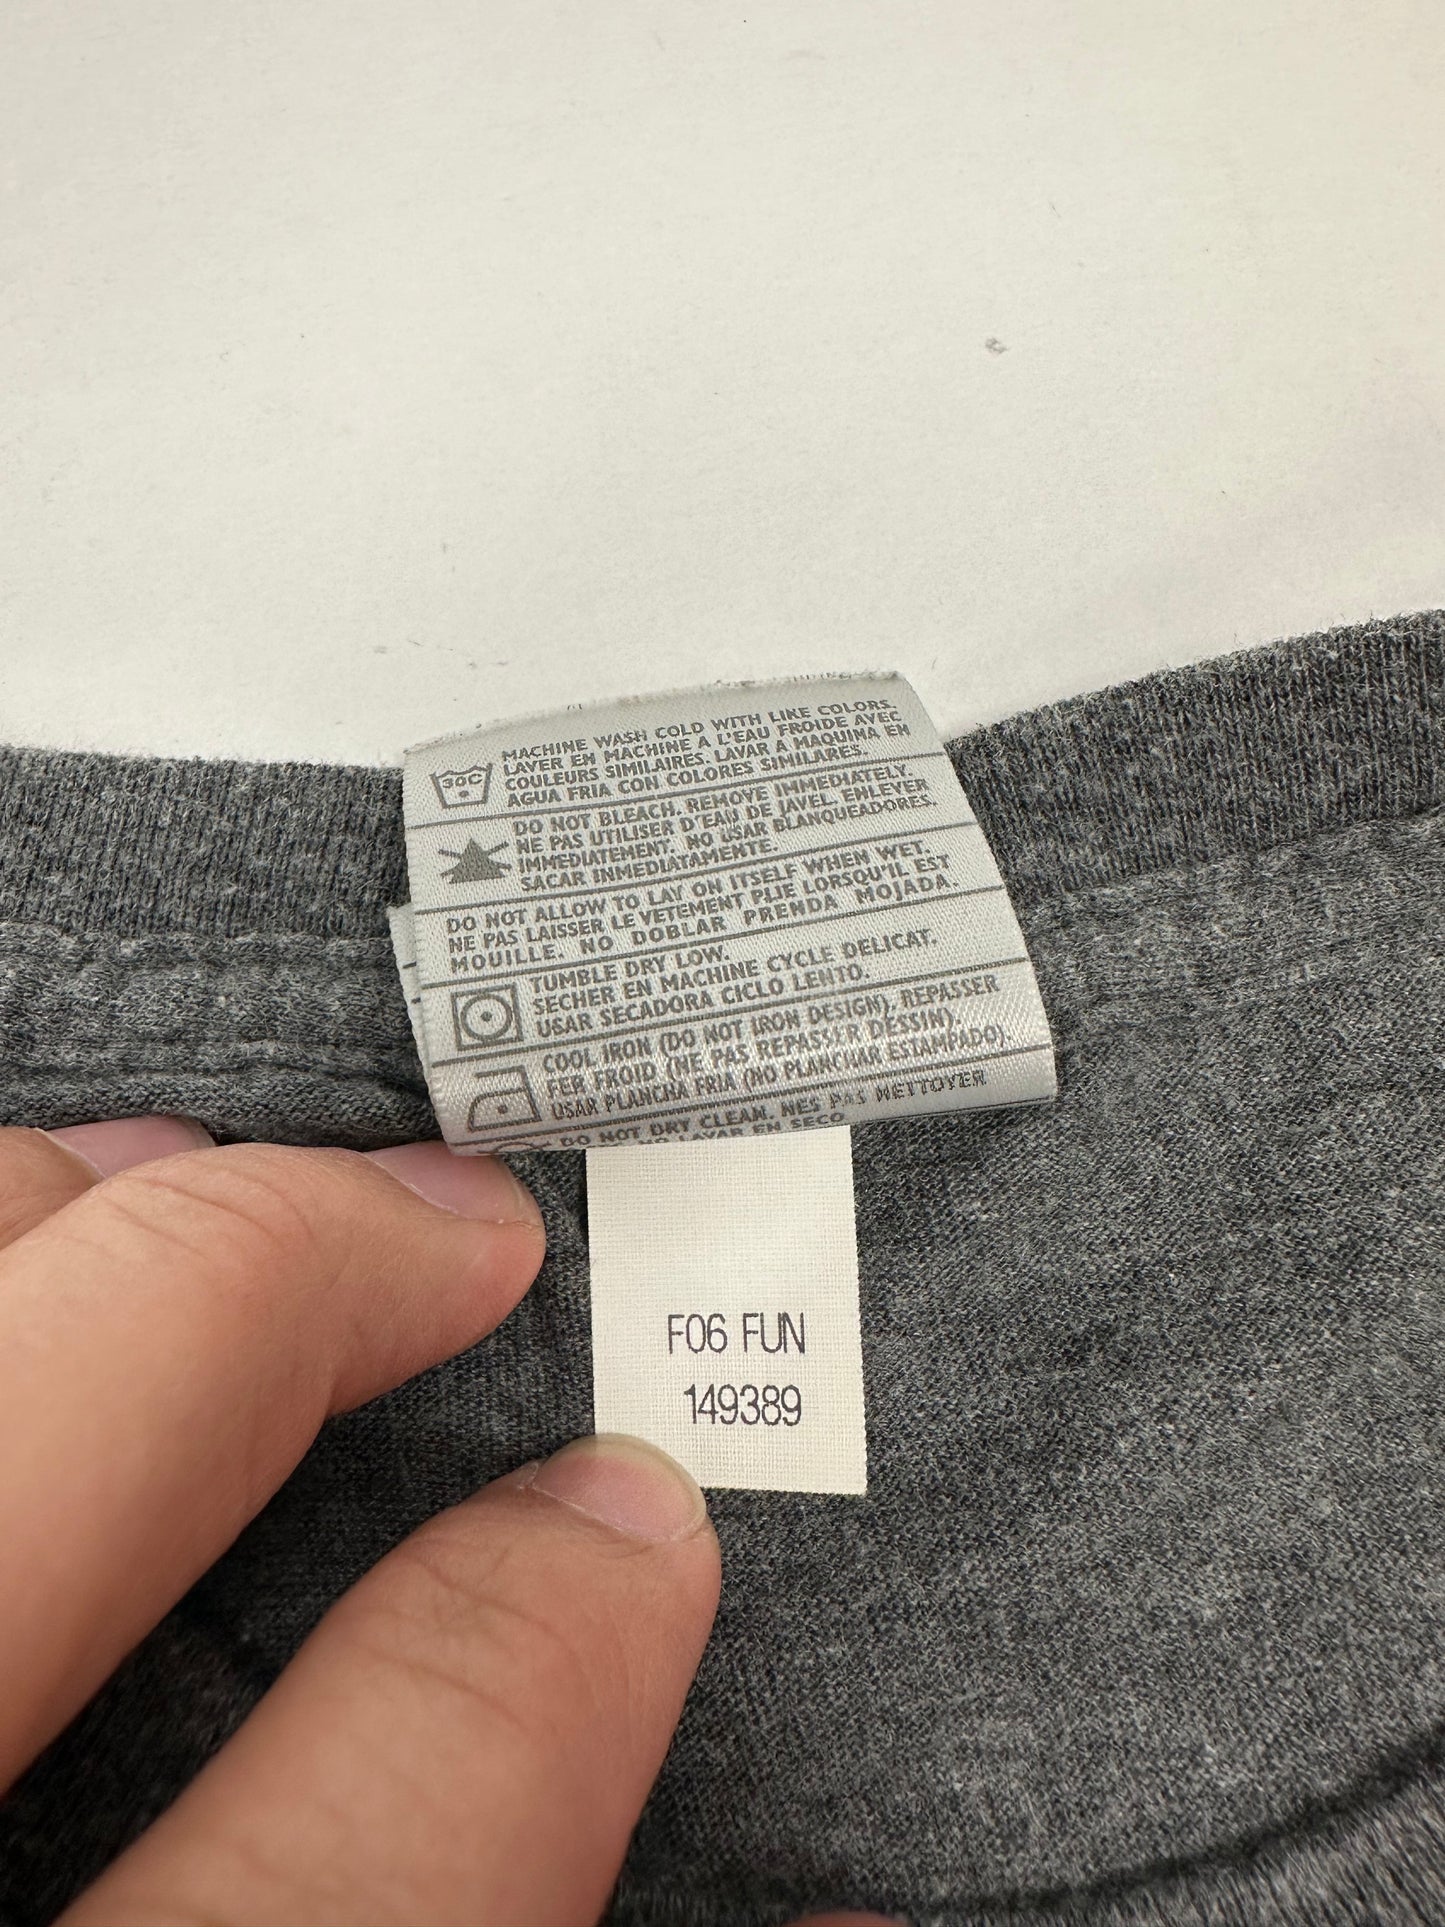 30C
MACHINE WASH COLD WITH LIKE COLORS.
LAVER EN MACHINE À L'EAU FROIDE AVEC
COULEURS SIMILAIRES. LAVAR A MAQUINA EN
AGUA FRIA CON COLORES SIMILARES.
DO NOT BLEACH. REMOVE IMMEDIATELY.
NE PAS UTILISER D'EAU DE JAVEL. ENLEVER
IMMEDIATEMENT. NO USAR BLANQUEADORES.
SACAR INMEDIATAMENTE.
DO NOT ALLOW TO LAY ON ITSELF WHEN WET.
NE PAS LAISSER LE VETEMENT PLIE LORSQU'IL EST
MOUILLE. NO DOBLAR PRENDA MOJADA.
TUMBLE DRY LOW.
SECHER EN MACHINE CYCLE DELICAT.
USAR SECADORA CICLO LENTO.
COOL IRON (DO NOT IRON DESIGN). REPASSER
FER FROID (NE PAS REPASSER DESSIN).
USAR PLANCHA FRIA (NO PLANCHAR ESTAMPADO).
DO NOT DRY CLEAN. NES PAS NETTOYER
NO LAVAR EN SECO
F06 FUN
149389